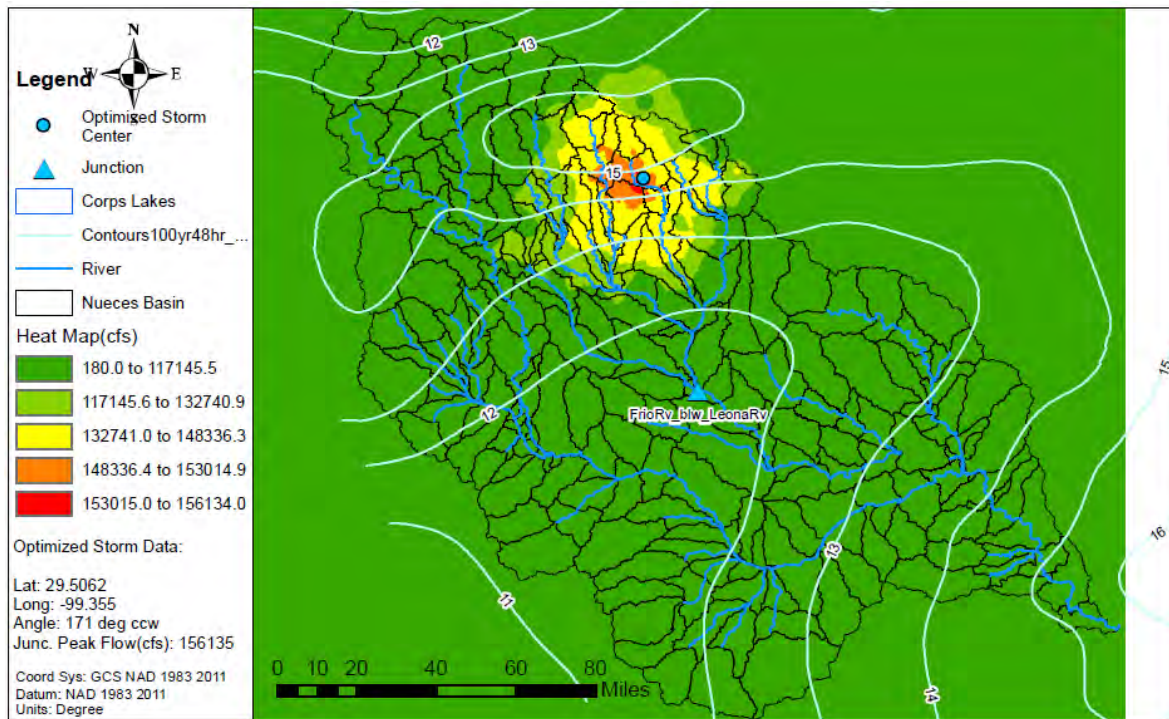 N
W
E
S
Legend
Optimized Storm
Center
Junction
Corps Lakes
Contours100yr48hr_...
River
Nueces Basin
Heat Map(cfs)
180.0 to 117145.5
117145.6 to 132740.9
132741.0 to 148336.3
148336.4 to 153014.9
153015.0 to 156134.0
Optimized Storm Data:
Lat: 29.5062
Long: -99.355
Angle: 171 deg ccw
Junc. Peak Flow(cfs): 156135
Coord Sys: GCS NAD 1983 2011
Datum: NAD 1983 2011
Units: Degree
12
13
15
15
12
FrioRv_blw_LeonaRv
16
13
11
14
0 10 20 40 60 80
Miles